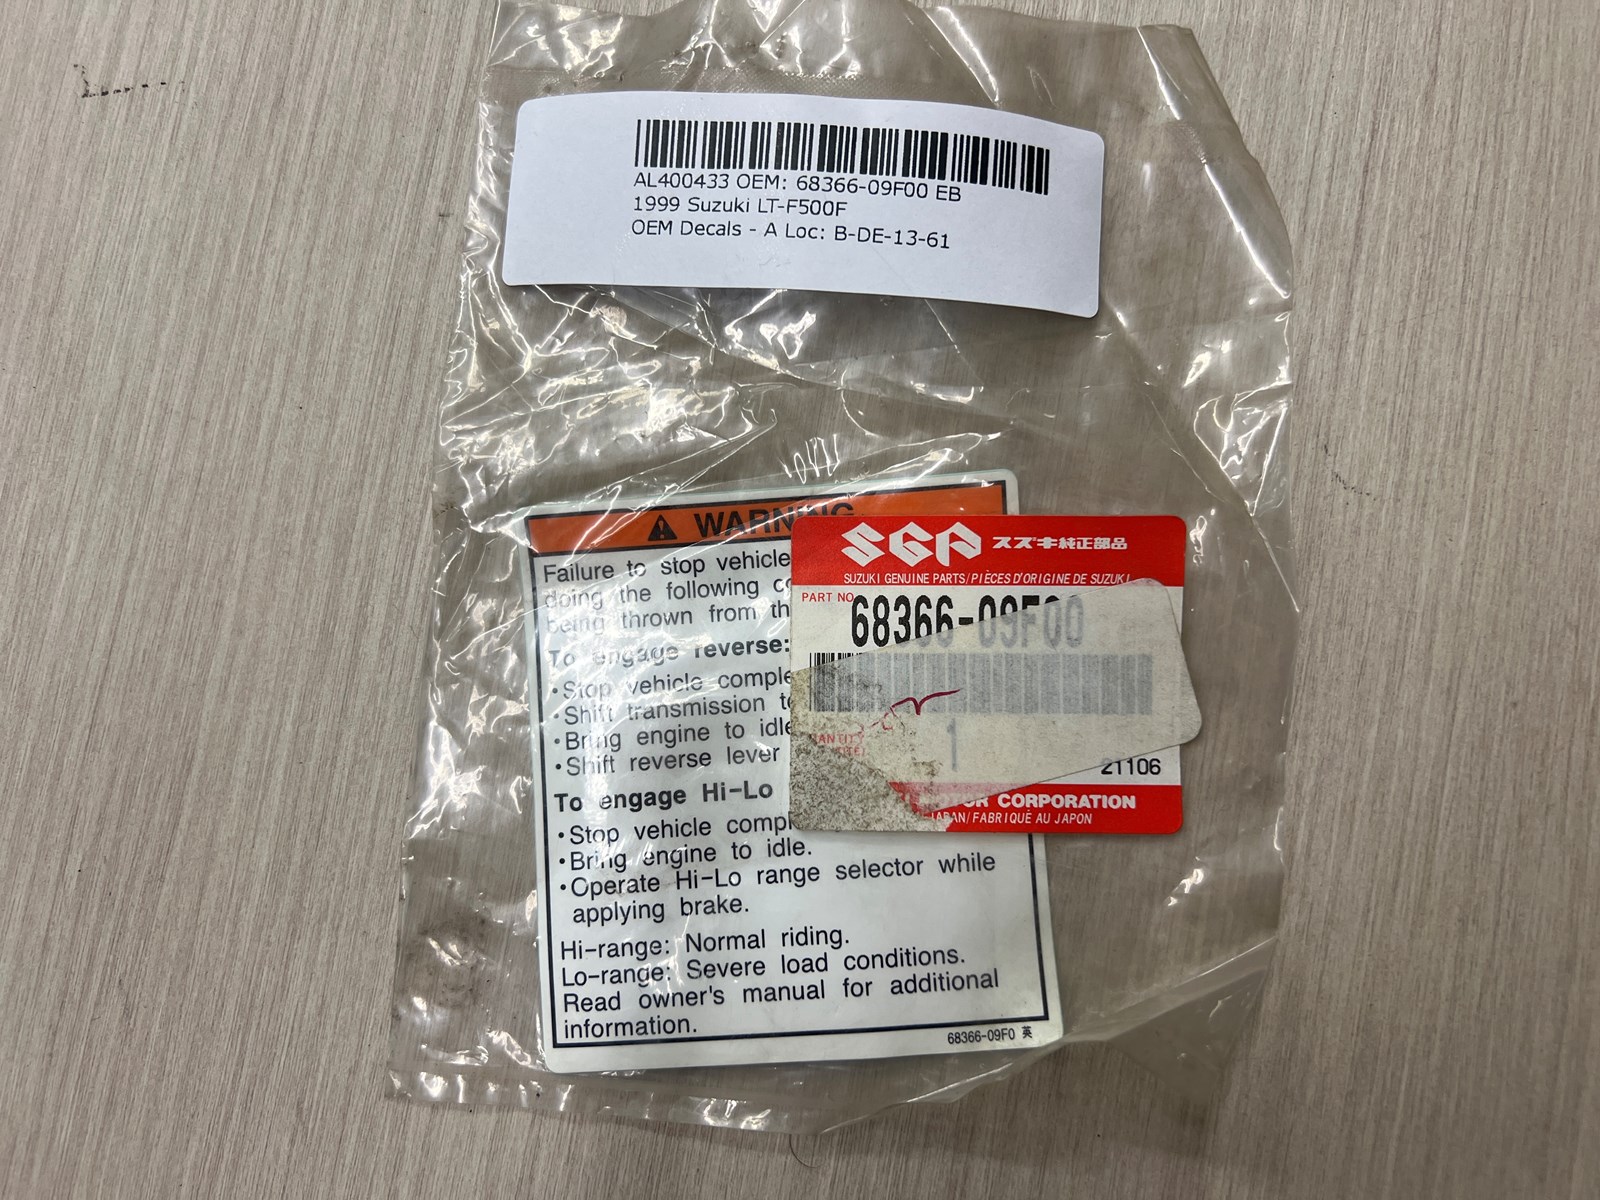 AL400433 OEM: 68366-09F00 EB
1999 Suzuki LT-F500F
OEM Decals - A Loc: B-DE-13-61
WARNING
Failure to stop vehicle
doing the following
being thrown from
To engage reverse:
・Stop vehicle
・Shift transmission
・Bring engine to idle
・Shift reverse lever
To engage Hi-Lo
・Stop vehicle
・Bring engine to idle.
・Operate Hi-Lo range selector while
applying brake.
Hi-range: Normal riding.
Lo-range: Severe load conditions.
Read owner's manual for additional
information.
68366-09F0 英
SGP スズキ純正部品
SUZUKI GENUINE PARTS/PIÈCES D'ORIGINE DE SUZUKI
PART NO.
68366-09F00
1
21106
CORPORATION
JAPAN/FABRIQUÉ AU JAPON